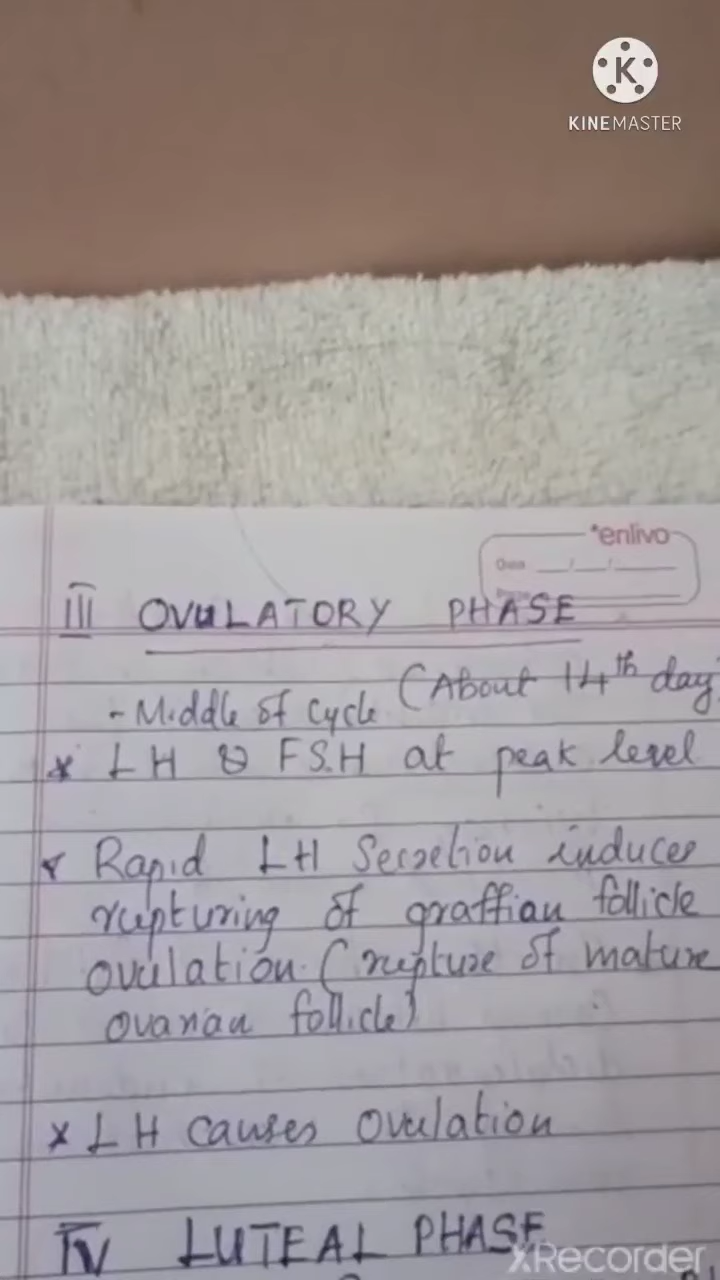 KINEMASTER
*enlivo
Date
III OVULATORY PHASE
- Middle of Cycle (About 14th day
* LH & FSH at peak level
* Rapid LH Secretion induces
rupturing of graffian follicle
ovulation. (rupture of mature
ovarian follicle)
* LH causes Ovulation
IV LUTEAL PHASE
XRecorder